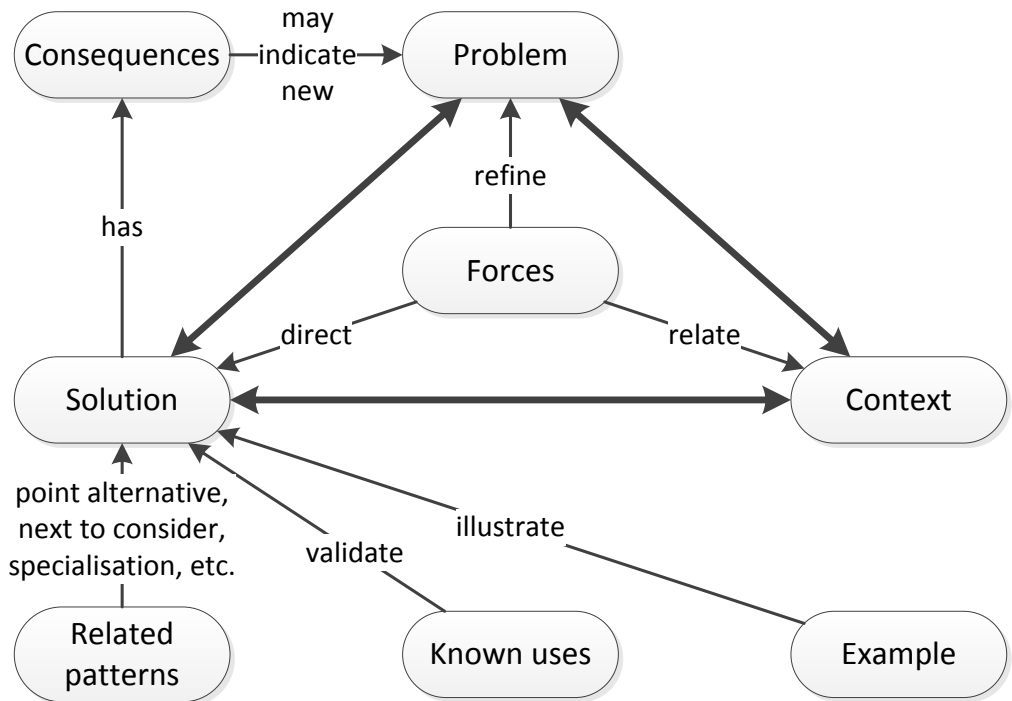 Consequences
may
indicate
new
Problem
refine
has
Forces
direct
relate
Solution
Context
point alternative,
next to consider,
specialisation, etc.
illustrate
validate
Related
patterns
Known uses
Example